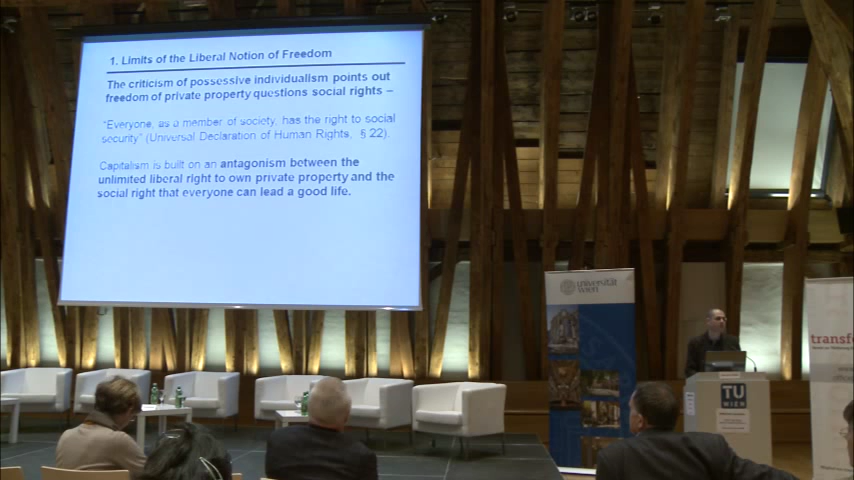 1. Limits of the Liberal Notion of Freedom
The criticism of possessive individualism points out
freedom of private property questions social rights –
“Everyone, as a member of society, has the right to social
security” (Universal Declaration of Human Rights, § 22).
Capitalism is built on an antagonism between the
unlimited liberal right to own private property and the
social right that everyone can lead a good life.
universität
wien
transf
TU
WIEN